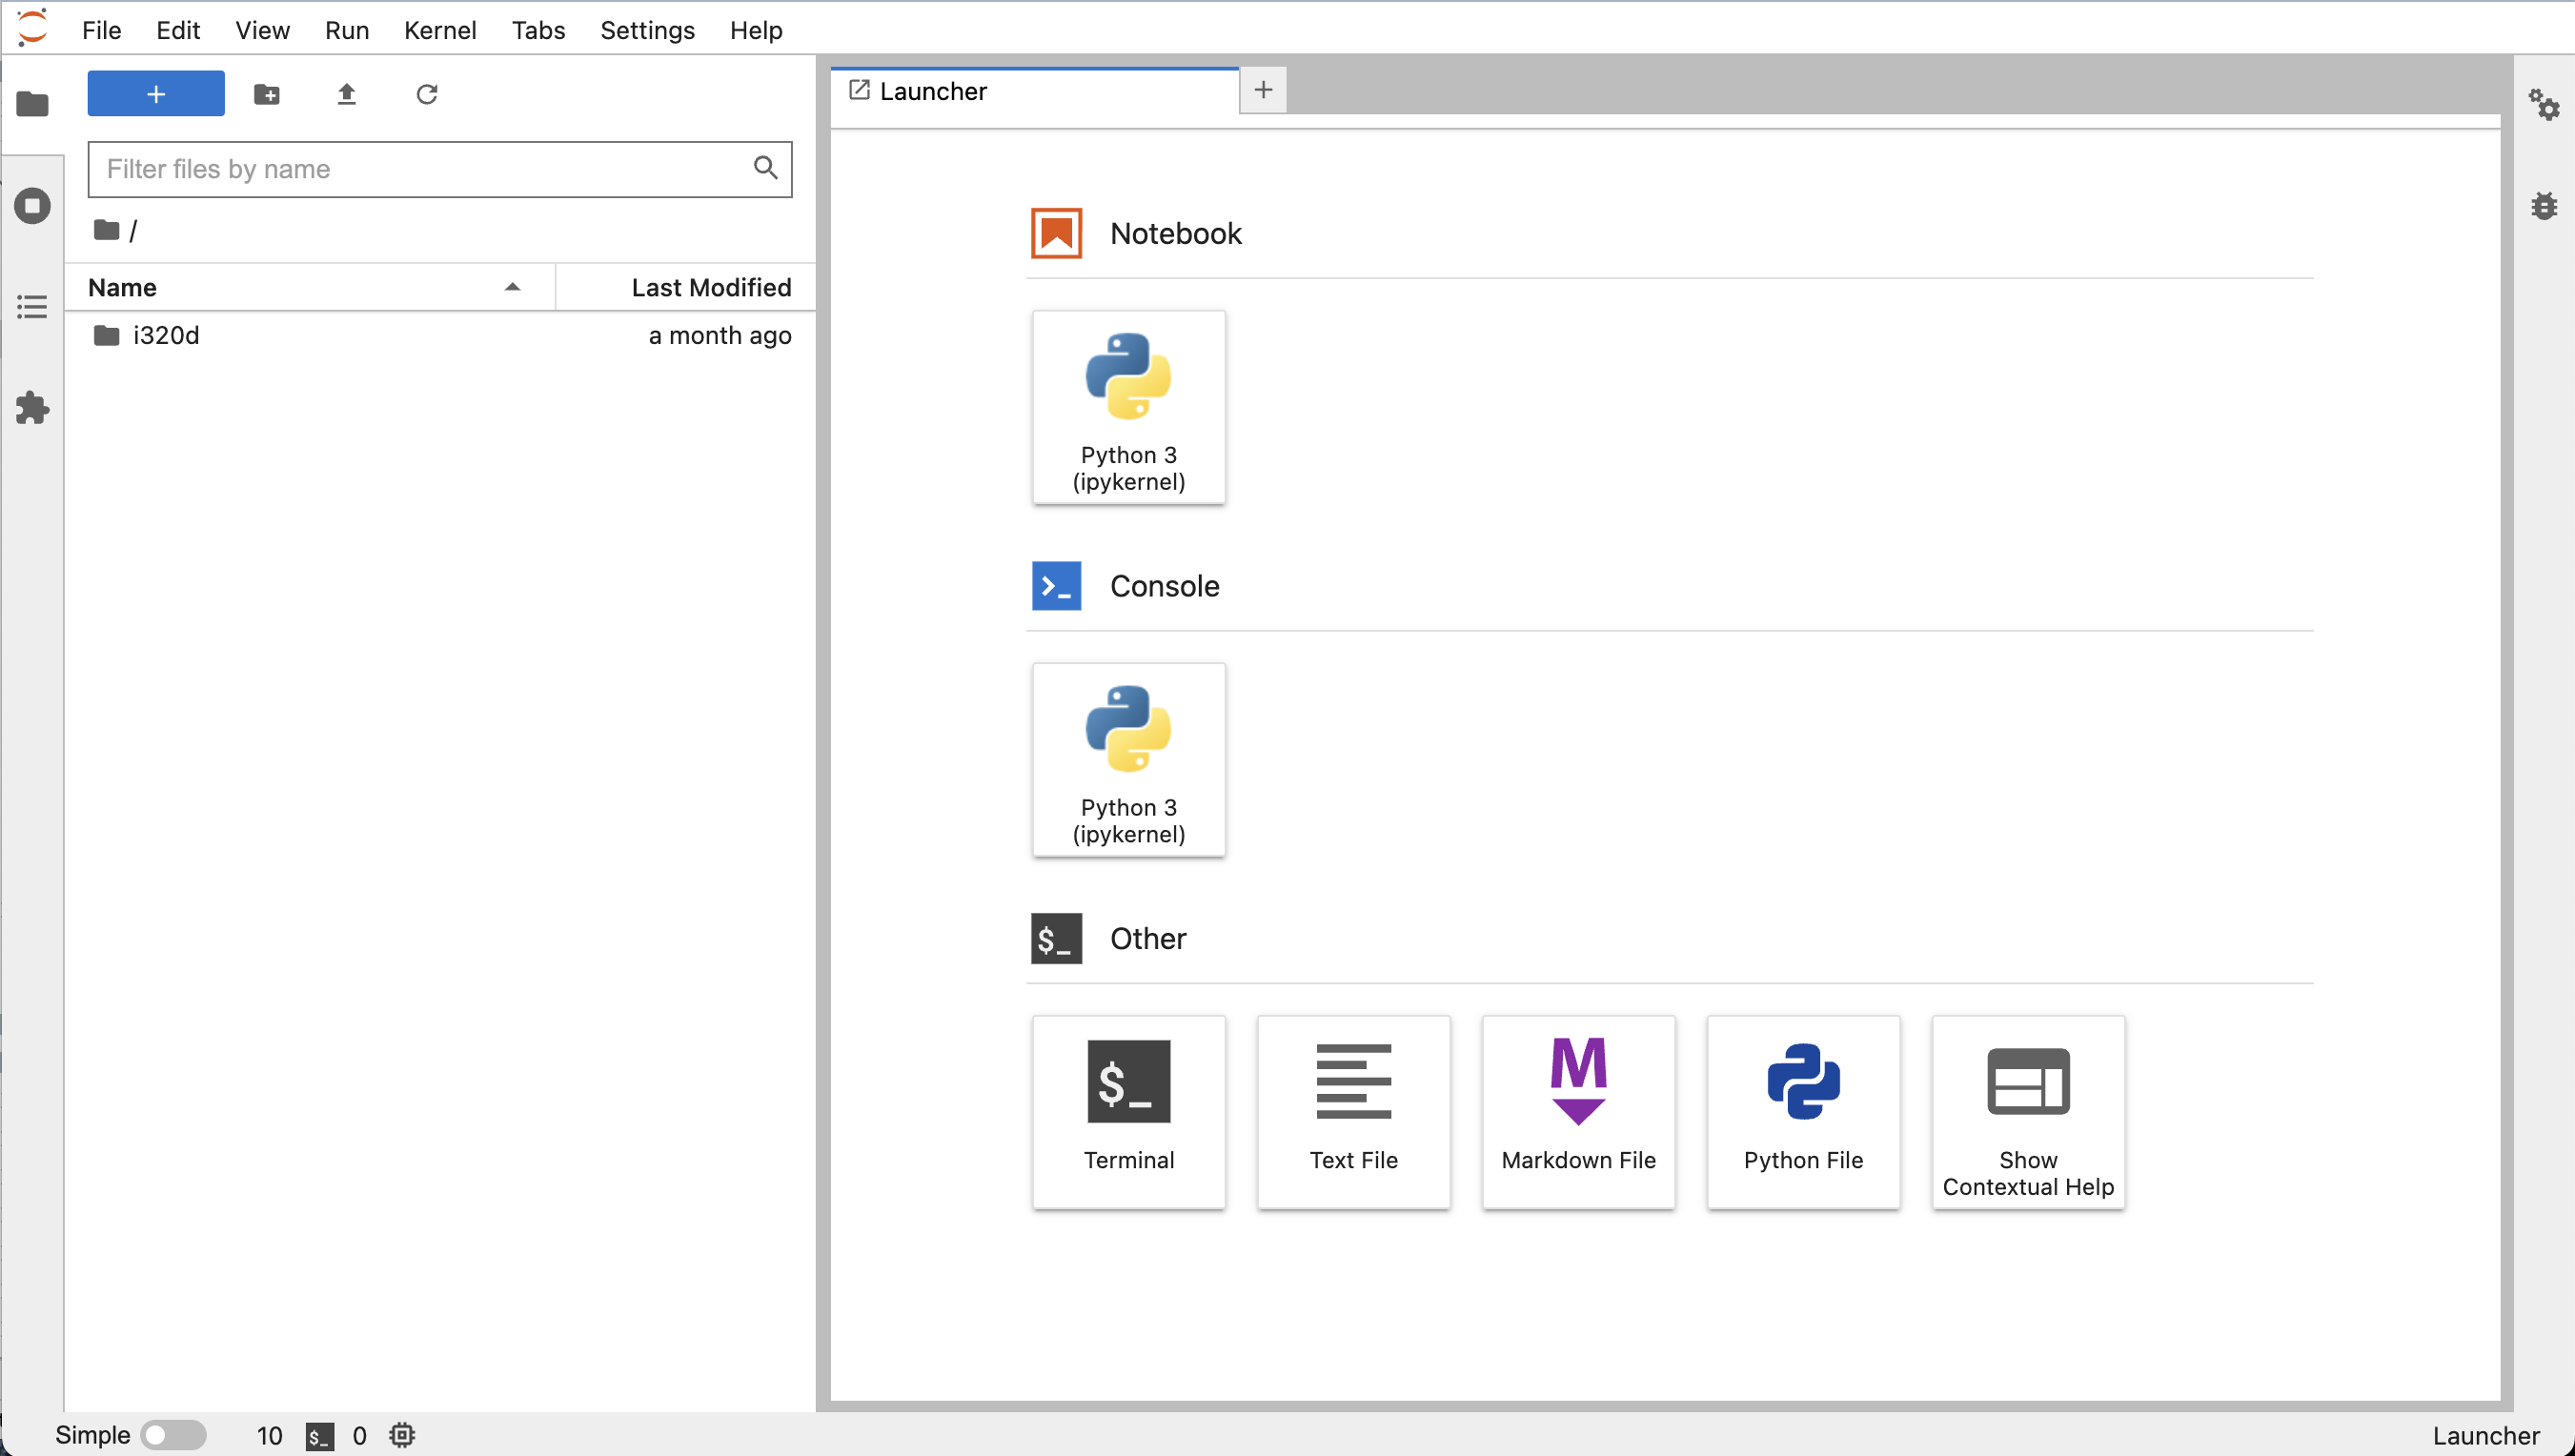 File Edit View Run Kernel Tabs Settings Help
+
Filter files by name
/
Name Last Modified
i320d a month ago
Launcher +
Notebook
Python 3
(ipykernel)
>_ Console
Python 3
(ipykernel)
$_ Other
$_
Terminal
Text File
M
Markdown File
Python File
Show
Contextual Help
Simple 10 $_ 0 Launcher